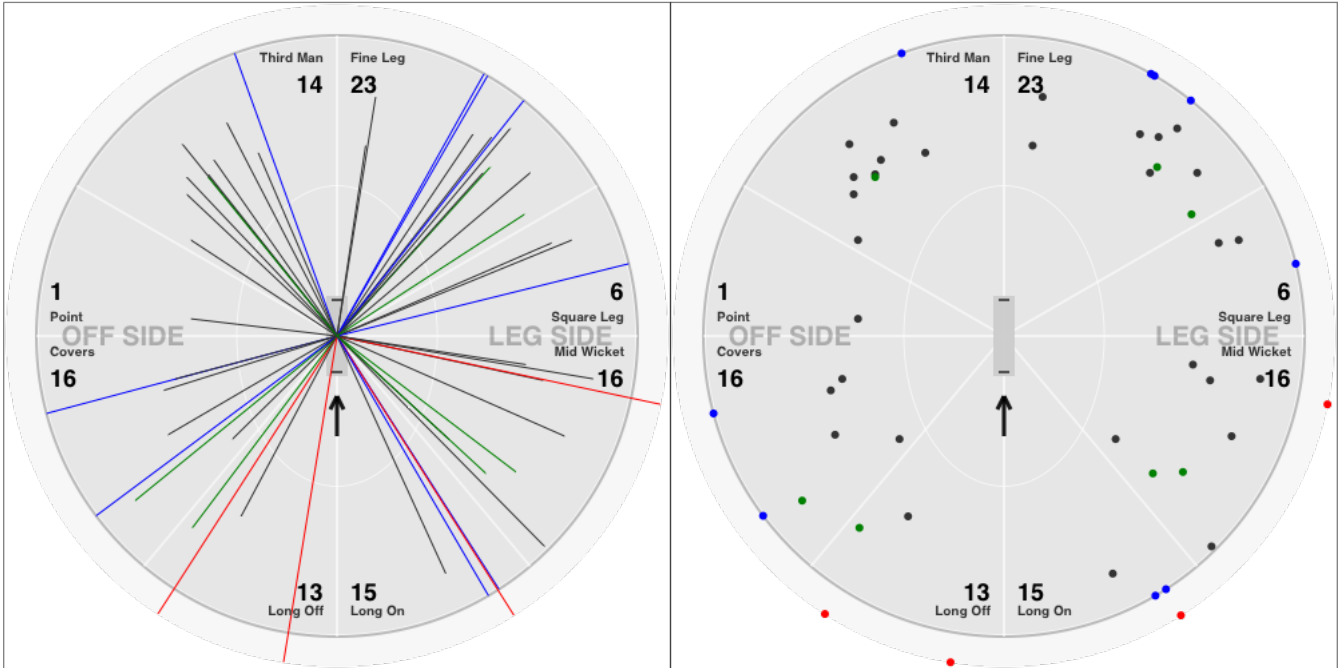 Third Man Fine Leg
14 23
1 6
Point Square Leg
OFF SIDE LEG SIDE
Covers Mid Wicket
16 16
13 15
Long Off Long On
Third Man Fine Leg
14 23
1 6
Point Square Leg
OFF SIDE LEG SIDE
Covers Mid Wicket
16 16
13 15
Long Off Long On